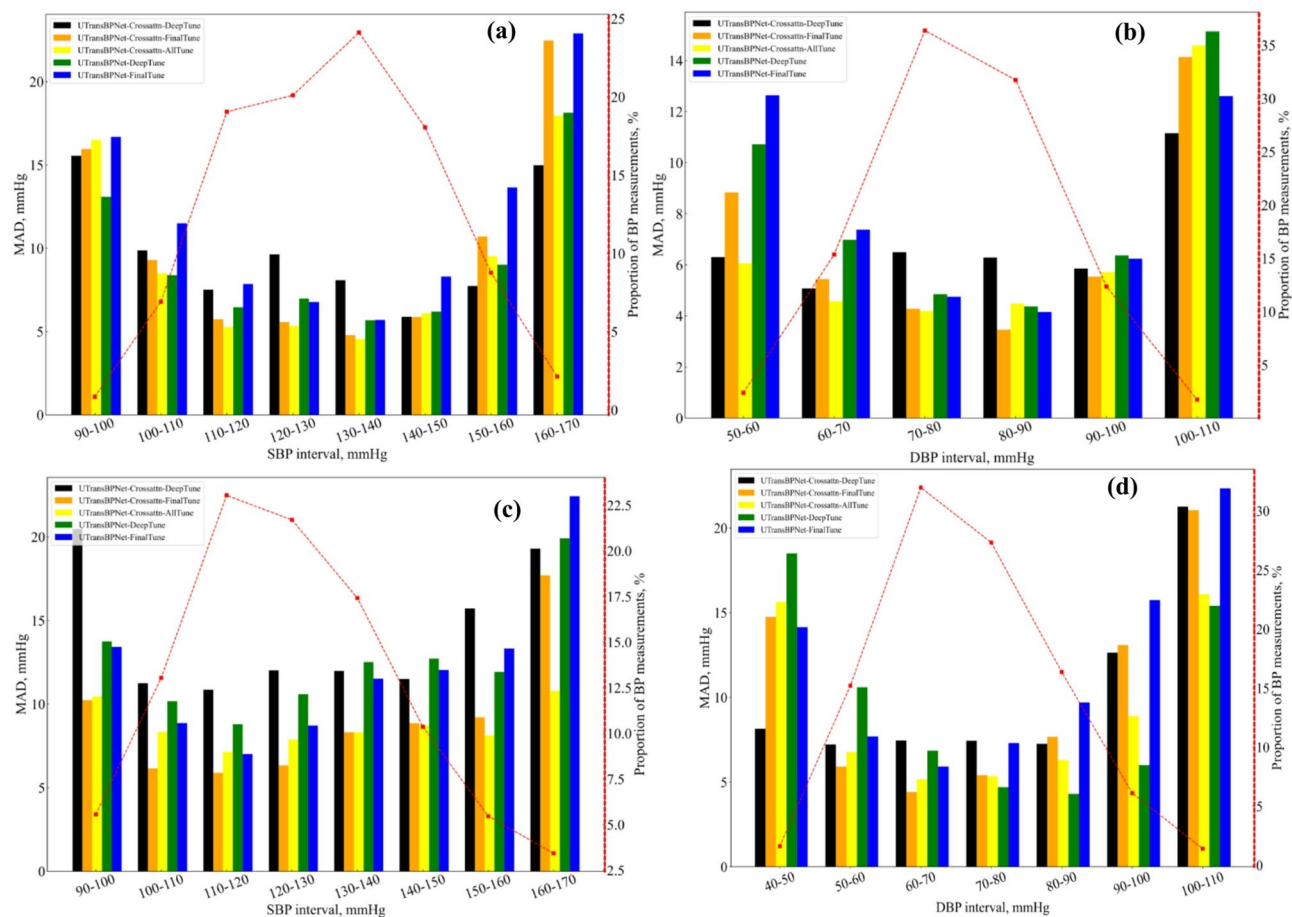 (a)
UTransBPNet-Crossattn-DeepTune
UTransBPNet-Crossattn-FinalTune
UTransBPNet-Crossattn-AllTune
UTransBPNet-DeepTune
UTransBPNet-FinalTune
MAD, mmHg
0
5
10
15
20
Proportion of BP measurements, %
0
5
10
15
20
25
90-100
100-110
110-120
120-130
130-140
140-150
150-160
160-170
SBP interval, mmHg
(b)
UTransBPNet-Crossattn-DeepTune
UTransBPNet-Crossattn-FinalTune
UTransBPNet-Crossattn-AllTune
UTransBPNet-DeepTune
UTransBPNet-FinalTune
MAD, mmHg
0
2
4
6
8
10
12
14
Proportion of BP measurements, %
5
10
15
20
25
30
35
50-60
60-70
70-80
80-90
90-100
100-110
DBP interval, mmHg
(c)
UTransBPNet-Crossattn-DeepTune
UTransBPNet-Crossattn-FinalTune
UTransBPNet-Crossattn-AllTune
UTransBPNet-DeepTune
UTransBPNet-FinalTune
MAD, mmHg
0
5
10
15
20
Proportion of BP measurements, %
2.5
5.0
7.5
10.0
12.5
15.0
17.5
20.0
22.5
90-100
100-110
110-120
120-130
130-140
140-150
150-160
160-170
SBP interval, mmHg
(d)
UTransBPNet-Crossattn-DeepTune
UTransBPNet-Crossattn-FinalTune
UTransBPNet-Crossattn-AllTune
UTransBPNet-DeepTune
UTransBPNet-FinalTune
MAD, mmHg
0
5
10
15
20
Proportion of BP measurements, %
0
5
10
15
20
25
30
40-50
50-60
60-70
70-80
80-90
90-100
100-110
DBP interval, mmHg